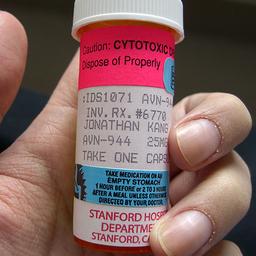 Caution: CYTOTOXIC
Dispose of Properly
:IDS1071 AVN-
INV.RX.#6770
JONATHAN KANG
AVN-944 25MG
TAKE ONE CAPS
TAKE MEDICATION ON AN
EMPTY STOMACH
1 HOUR BEFORE OR 2 TO 3 HOURS
AFTER A MEAL UNLESS OTHERWISE
DIRECTED BY YOUR DOCTOR.
STANFORD HOSP
DEPARTME
STANFORD, CA